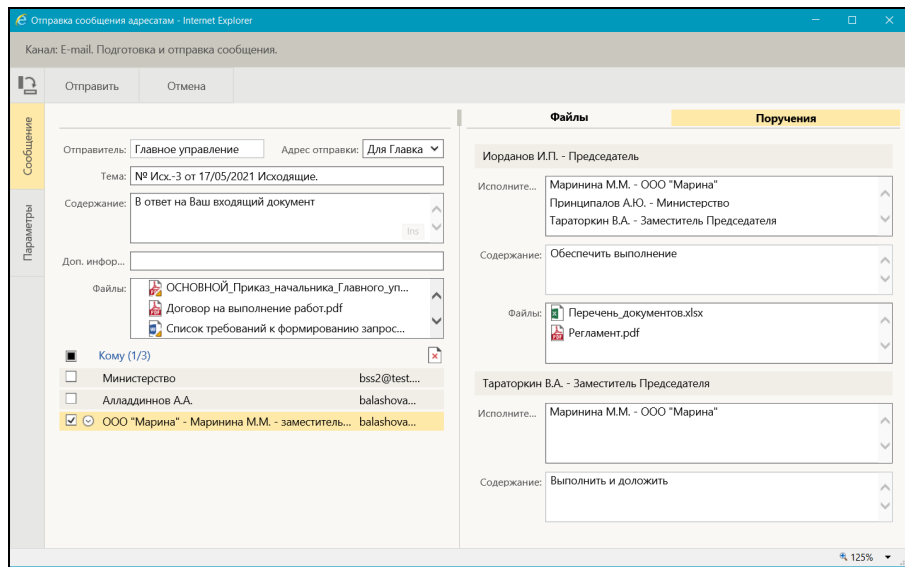 Отправка сообщения адресатам - Internet Explorer
Канал: E-mail. Подготовка и отправка сообщения.
Отправить Отмена
Сообщение
Параметры
Отправитель: Главное управление Адрес отправки: Для Главка
Тема: № Исх.-3 от 17/05/2021 Исходящие.
Содержание: В ответ на Ваш входящий документ
Ins
Доп. инфор...
Файлы: ОСНОВНОЙ_Приказ_начальника_Главного_уп...
Договор на выполнение работ.pdf
Список требований к формированию запрос...
Кому (1/3)
Министерство bss2@test....
Алладдиннов А.А. balashova...
ООО "Марина" - Маринина М.М. - заместитель... balashova...
Файлы Поручения
Иорданов И.П. - Председатель
Исполните... Маринина М.М. - ООО "Марина"
Принципалов А.Ю. - Министерство
Тараторкин В.А. - Заместитель Председателя
Содержание: Обеспечить выполнение
Файлы: Перечень_документов.xlsx
Регламент.pdf
Тараторкин В.А. - Заместитель Председателя
Исполните... Маринина М.М. - ООО "Марина"
Содержание: Выполнить и доложить
125%